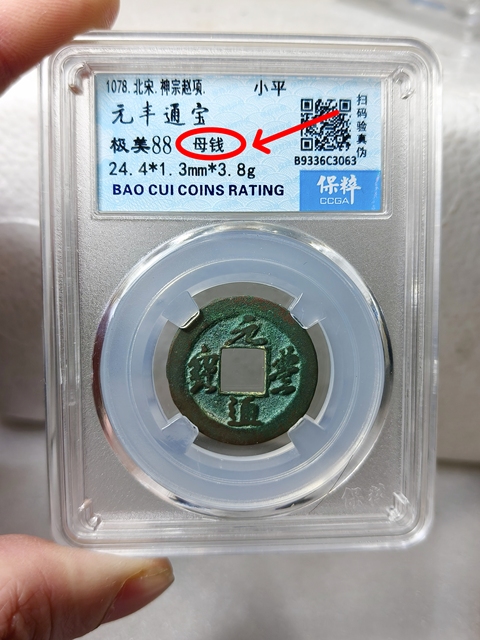 1078.北宋.神宗赵顼. 小平
元丰通宝
极美88 母钱
24.4*1.3mm*3.8g
BAO CUI COINS RATING
扫码验真伪
B9336C3063
保粹
CCGA
元豐通寶
保粹